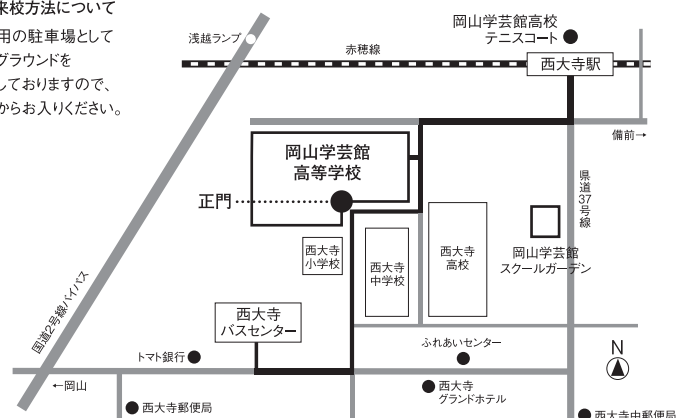 来校方法について
用の駐車場として
グラウンドを
しておりますので、
からお入りください。
浅越ランプ
赤穂線
岡山学芸館高校
テニスコート
西大寺駅
備前→
岡山学芸館
高等学校
正門
県道37号線
西大寺
小学校
西大寺
中学校
西大寺
高校
岡山学芸館
スクールガーデン
国道2号線バイパス
西大寺
バスセンター
トマト銀行
ふれあいセンター
N
←岡山
西大寺
グランドホテル
西大寺郵便局
西大寺中郵便局